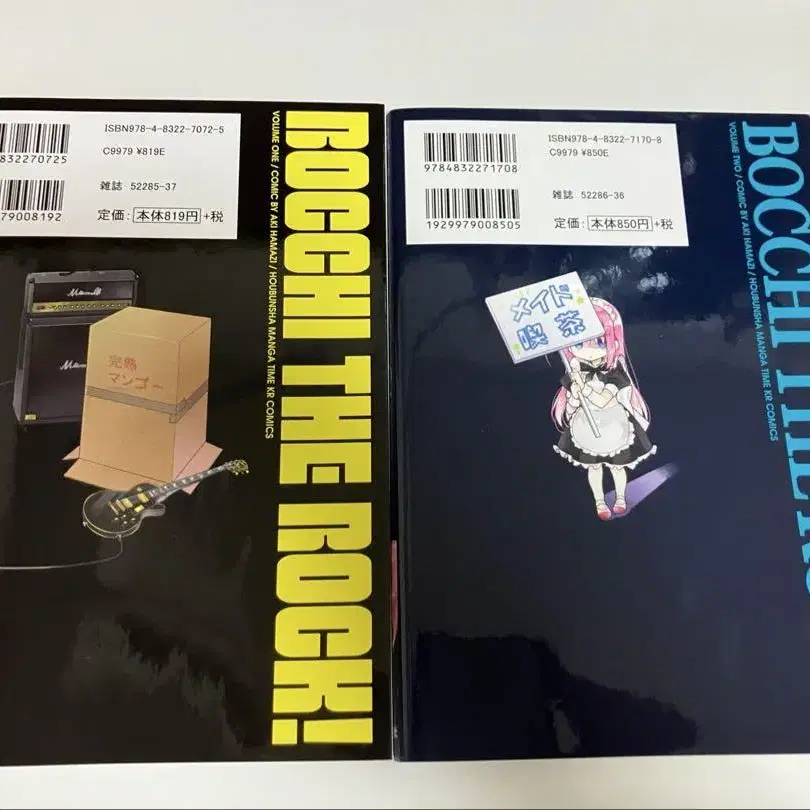 832270725
79008192
ISBN978-4-8322-7072-5
C9979 ¥819E
雑誌 52285-37
定価: 本体819円 +税
BOCCHI THE ROCK!
VOLUME ONE / COMIC BY AKI HAMAZI / HOUBUNSHA MANGA TIME KR COMICS
完熟
マンゴー
9784832271708
1929979008505
ISBN978-4-8322-7170-8
C9979 ¥850E
雑誌 52286-36
定価: 本体850円 +税
BOCCHI THE
VOLUME TWO / COMIC BY AKI HAMAZI / HOUBUNSHA MANGA TIME KR COMICS
メイド
喫茶